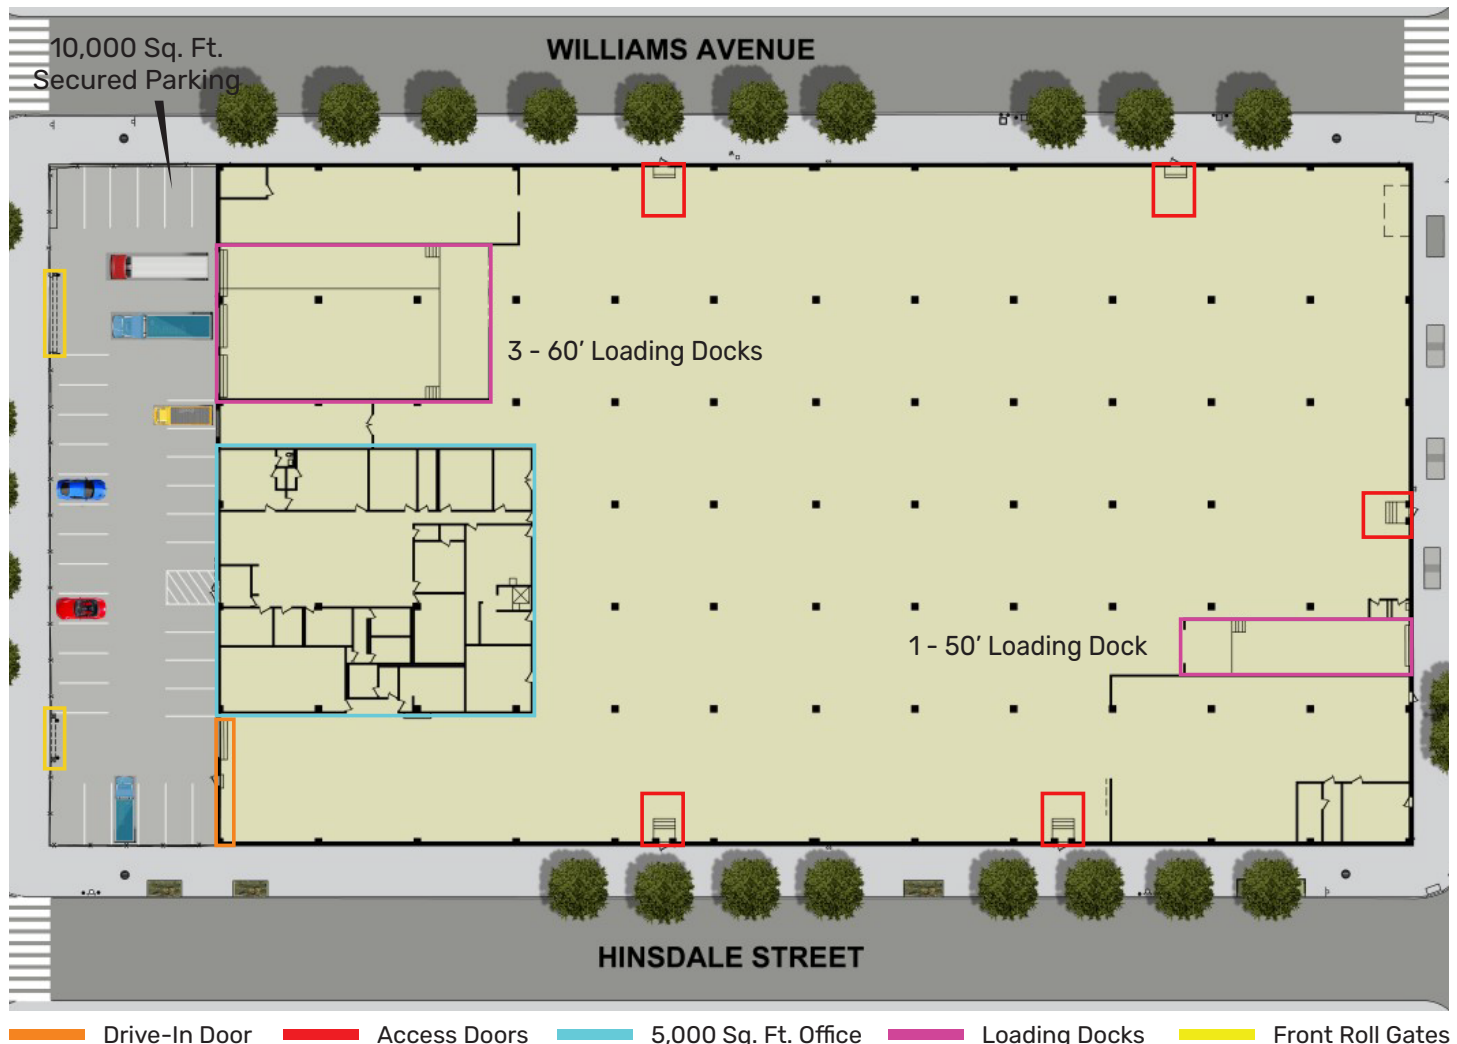 10,000 Sq. Ft.
Secured Parking
WILLIAMS AVENUE
3 - 60’ Loading Docks
1 - 50’ Loading Dock
HINSDALE STREET
Drive-In Door
Access Doors
5,000 Sq. Ft. Office
Loading Docks
Front Roll Gates